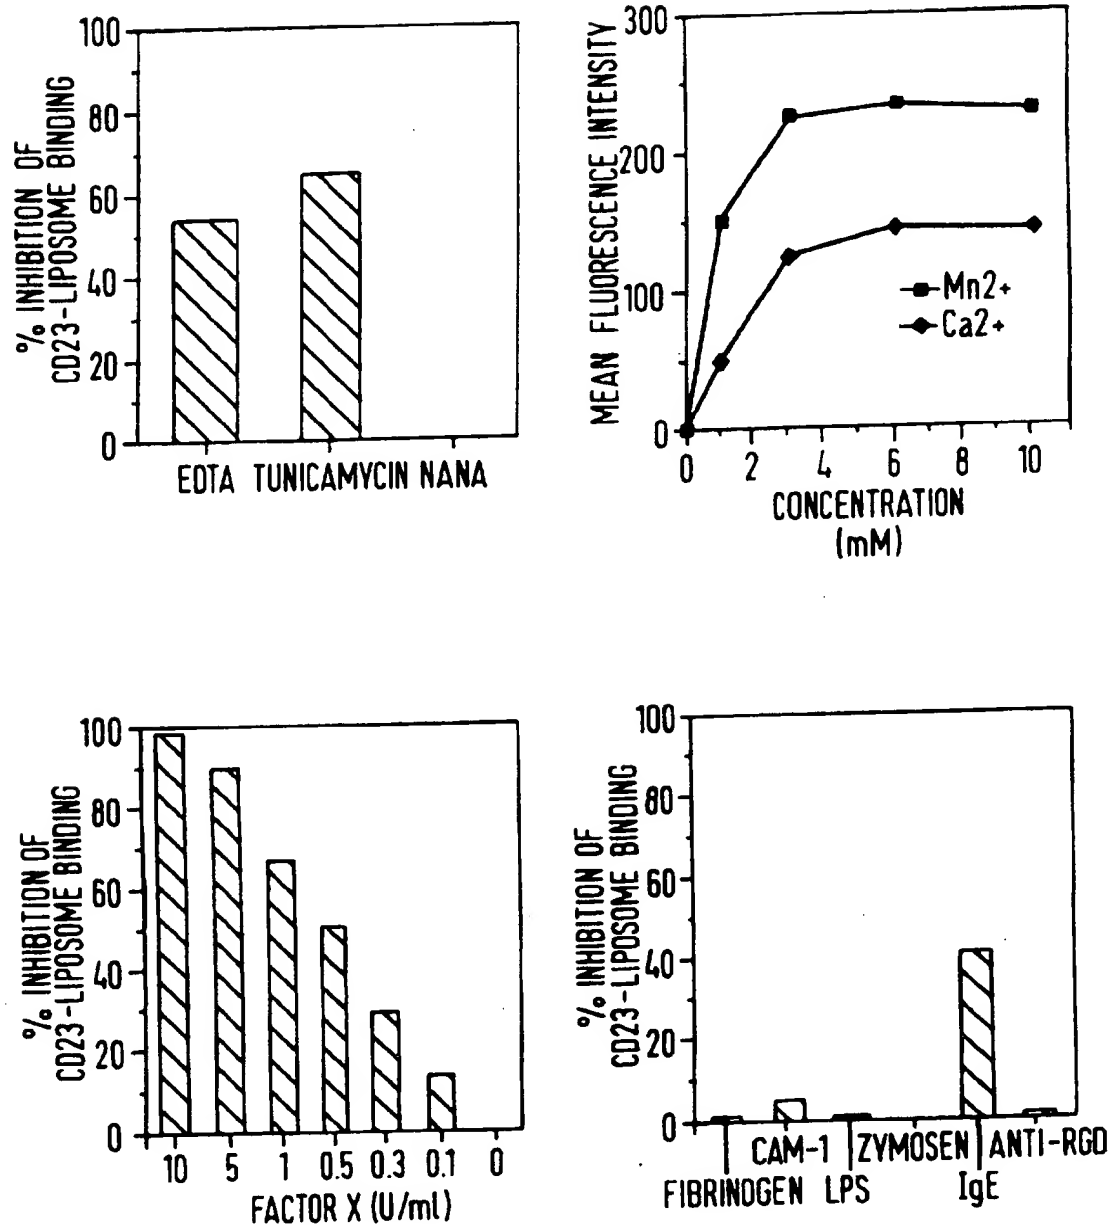 % INHIBITION OF
CD23-LIPOSOME BINDING
100
80
60
40
20
0
EDTA TUNICAMYCIN NANA
MEAN FLUORESCENCE INTENSITY
300
200
100
0
Mn2+
Ca2+
0 2 4 6 8 10
CONCENTRATION
(mM)
% INHIBITION OF
CD23-LIPOSOME BINDING
100
80
60
40
20
0
10 5 1 0.5 0.3 0.1 0
FACTOR X (U/ml)
% INHIBITION OF
CD23-LIPOSOME BINDING
100
80
60
40
20
0
CAM-1 ZYMOSEN ANTI-RGD
FIBRINOGEN LPS IgE